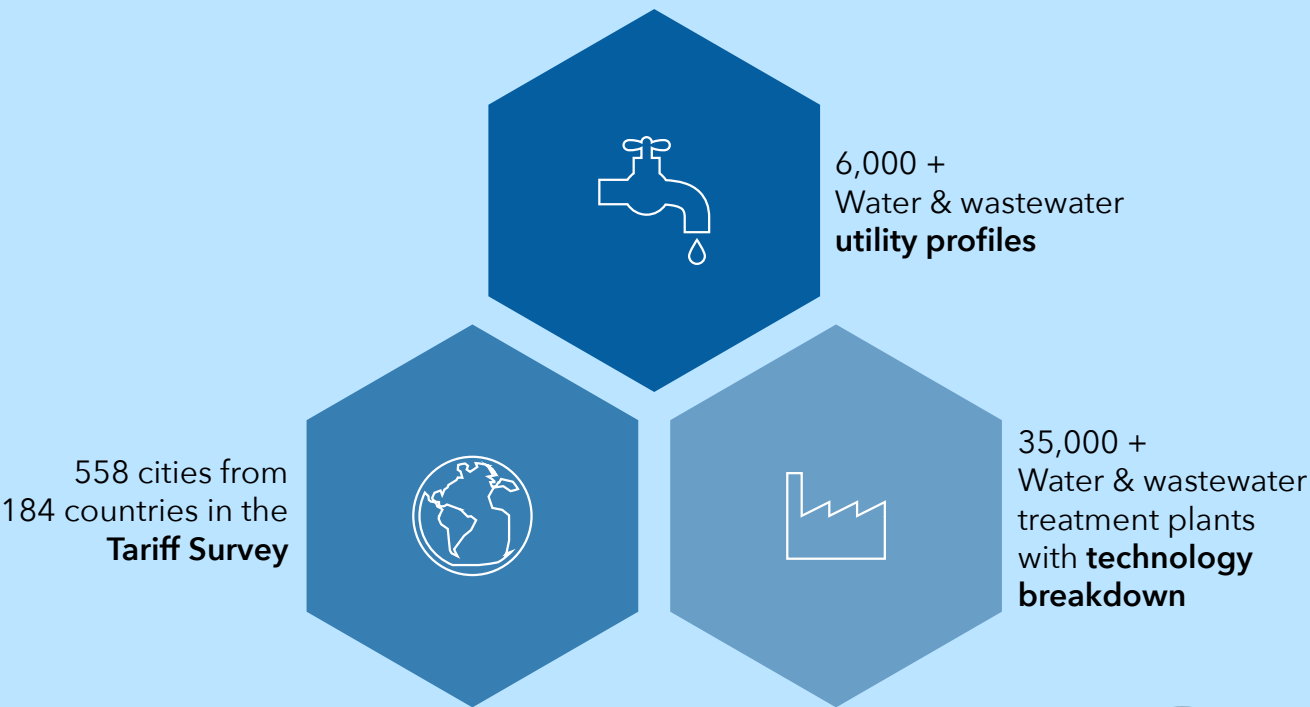 6,000 +
Water & wastewater
utility profiles
558 cities from
184 countries in the
Tariff Survey
35,000 +
Water & wastewater
treatment plants
with technology
breakdown